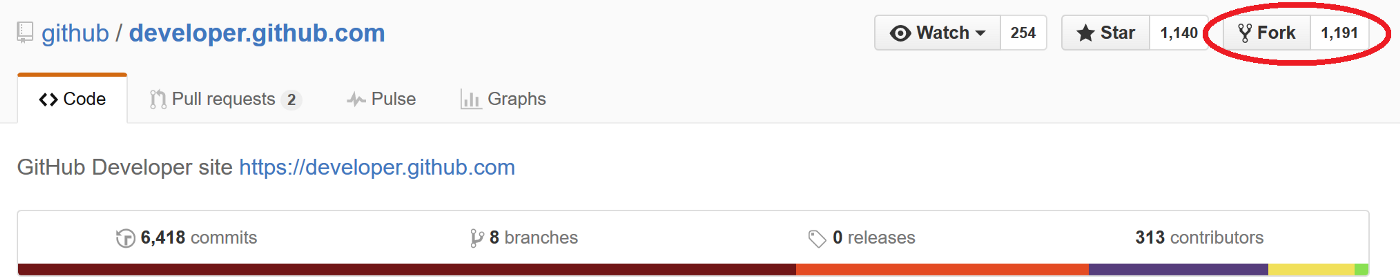 github / developer.github.com Watch 254 Star 1,140 Fork 1,191
Code Pull requests 2 Pulse Graphs
GitHub Developer site https://developer.github.com
6,418 commits 8 branches 0 releases 313 contributors